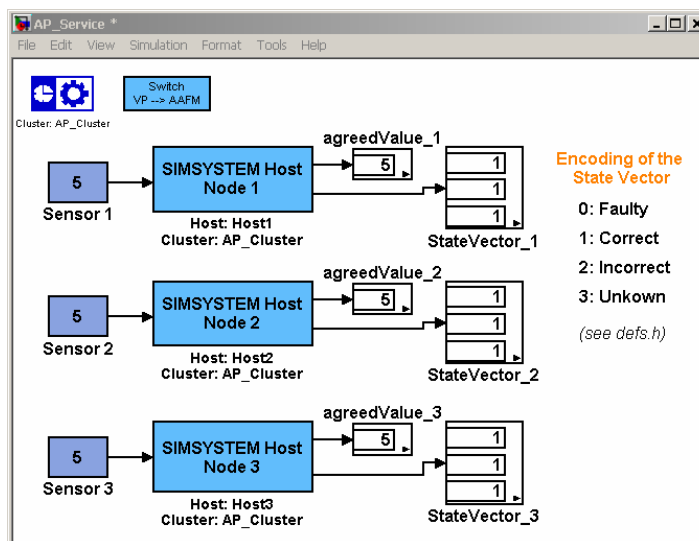 AP_Service *
File Edit View Simulation Format Tools Help
Cluster: AP_Cluster
Switch
VP --> AAFM
5
Sensor 1
SIMSYSTEM Host
Node 1
Host: Host1
Cluster: AP_Cluster
agreedValue_1
5
1
1
1
StateVector_1
5
Sensor 2
SIMSYSTEM Host
Node 2
Host: Host2
Cluster: AP_Cluster
agreedValue_2
5
1
1
1
StateVector_2
5
Sensor 3
SIMSYSTEM Host
Node 3
Host: Host3
Cluster: AP_Cluster
agreedValue_3
5
1
1
1
StateVector_3
Encoding of the
State Vector
0: Faulty
1: Correct
2: Incorrect
3: Unkown
(see defs.h)